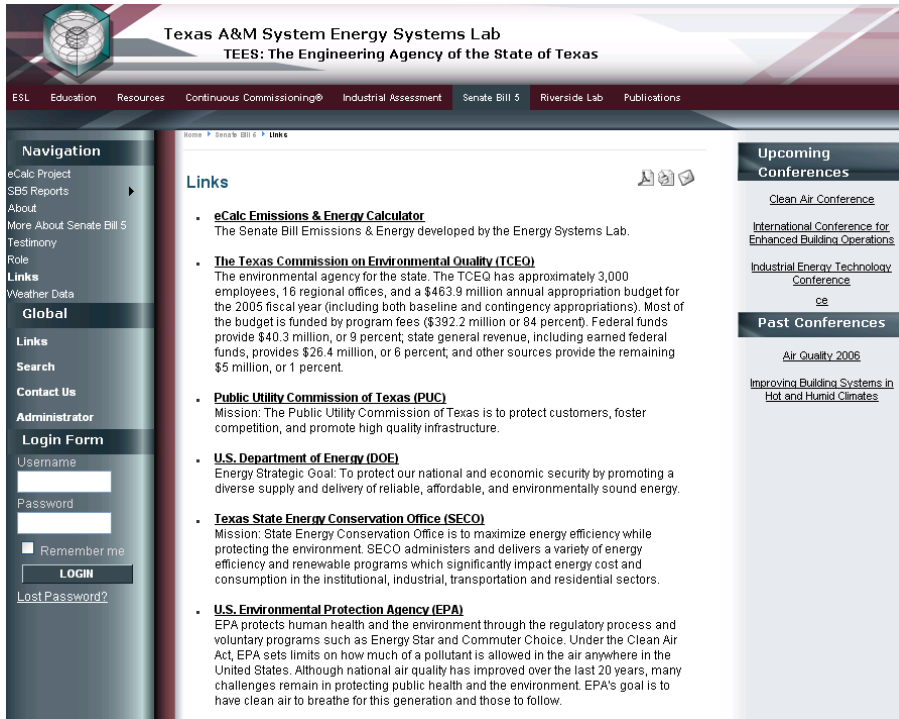 Texas A&M System Energy Systems Lab
TEES: The Engineering Agency of the State of Texas
ESL Education Resources Continuous Commissioning® Industrial Assessment Senate Bill 5 Riverside Lab Publications
Home Senate Bill 5 Links
Navigation
eCalc Project
SB5 Reports
About
More About Senate Bill 5
Testimony
Role
Links
Weather Data
Global
Links
Search
Contact Us
Administrator
Login Form
Username
Password
Remember me
LOGIN
Lost Password?
Links
eCalc Emissions & Energy Calculator
The Senate Bill Emissions & Energy developed by the Energy Systems Lab.
The Texas Commission on Environmental Quality (TCEQ)
The environmental agency for the state. The TCEQ has approximately 3,000
employees, 16 regional offices, and a $463.9 million annual appropriation budget for
the 2005 fiscal year (including both baseline and contingency appropriations). Most of
the budget is funded by program fees ($392.2 million or 84 percent). Federal funds
provide $40.3 million, or 9 percent; state general revenue, including earned federal
funds, provides $26.4 million, or 6 percent; and other sources provide the remaining
$5 million, or 1 percent.
Public Utility Commission of Texas (PUC)
Mission: The Public Utility Commission of Texas is to protect customers, foster
competition, and promote high quality infrastructure.
U.S. Department of Energy (DOE)
Energy Strategic Goal: To protect our national and economic security by promoting a
diverse supply and delivery of reliable, affordable, and environmentally sound energy.
Texas State Energy Conservation Office (SECO)
Mission: State Energy Conservation Office is to maximize energy efficiency while
protecting the environment. SECO administers and delivers a variety of energy
efficiency and renewable programs which significantly impact energy cost and
consumption in the institutional, industrial, transportation and residential sectors.
U.S. Environmental Protection Agency (EPA)
EPA protects human health and the environment through the regulatory process and
voluntary programs such as Energy Star and Commuter Choice. Under the Clean Air
Act, EPA sets limits on how much of a pollutant is allowed in the air anywhere in the
United States. Although national air quality has improved over the last 20 years, many
challenges remain in protecting public health and the environment. EPA's goal is to
have clean air to breathe for this generation and those to follow.
Upcoming
Conferences
Clean Air Conference
International Conference for
Enhanced Building Operations
Industrial Energy Technology
Conference
ce
Past Conferences
Air Quality 2006
Improving Building Systems in
Hot and Humid Climates